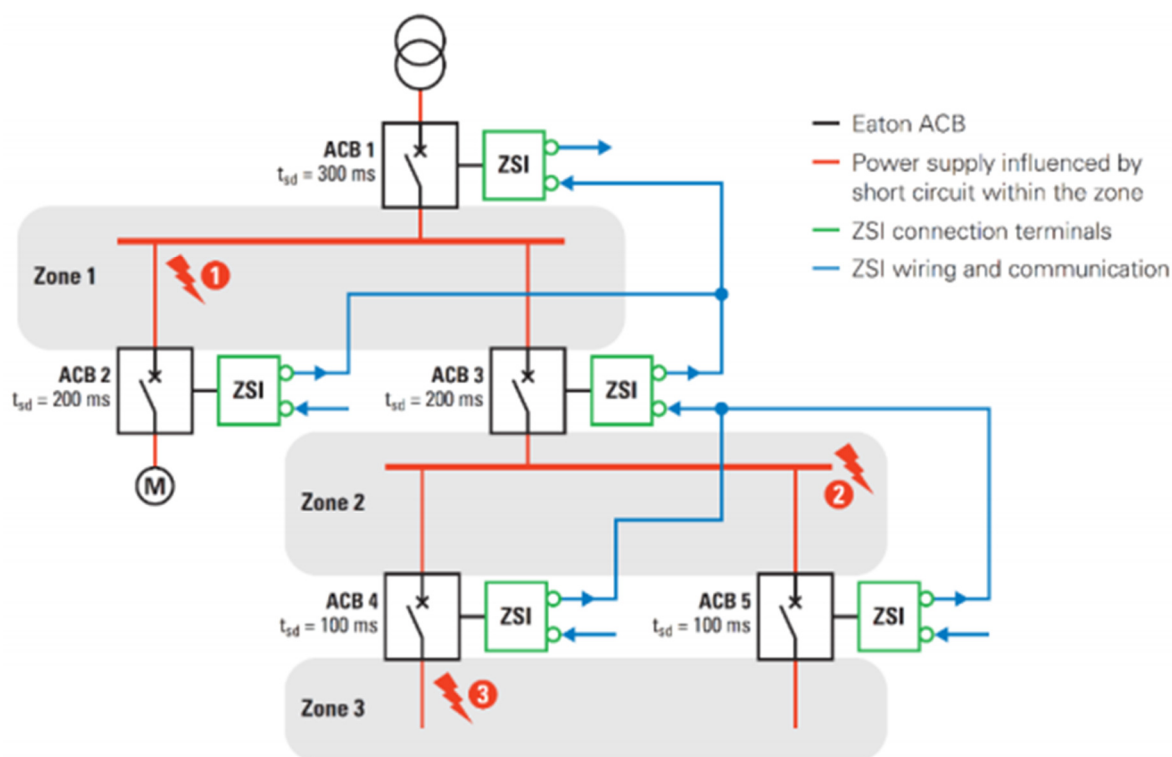 ACB 1
tsd = 300 ms
ZSI
Eaton ACB
Power supply influenced by
short circuit within the zone
ZSI connection terminals
ZSI wiring and communication
Zone 1
1
ACB 2
tsd = 200 ms
ZSI
ACB 3
tsd = 200 ms
ZSI
M
Zone 2
2
ACB 4
tsd = 100 ms
ZSI
ACB 5
tsd = 100 ms
ZSI
Zone 3
3